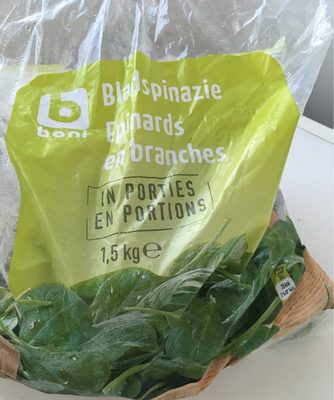 b
boni
Bladspinazie
Epinards
en branches
IN PORTIES
EN PORTIONS
1,5 kg e